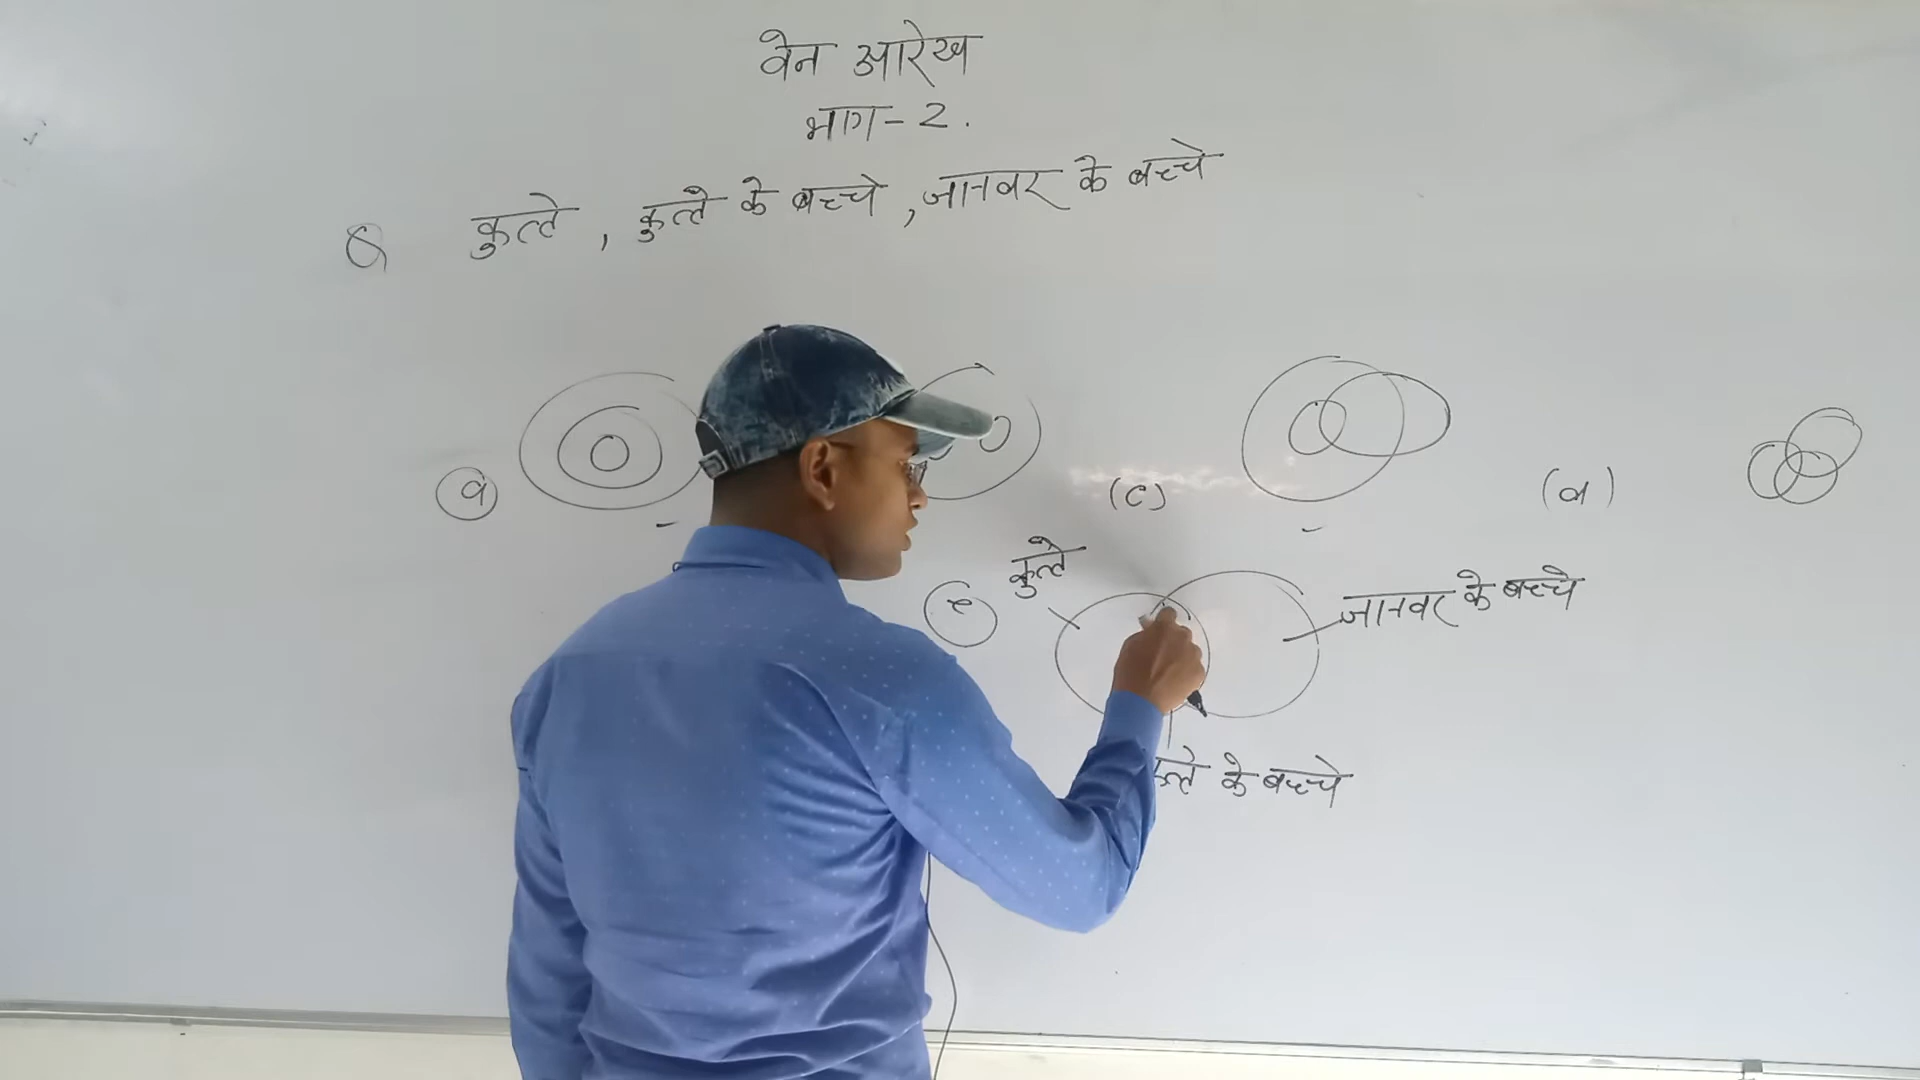 वेन आरेख
भाग-2.
Q कुत्ते, कुत्ते के बच्चे, जानवर के बच्चे
a (c) (d)
e कुत्ते जानवर के बच्चे
के बच्चे